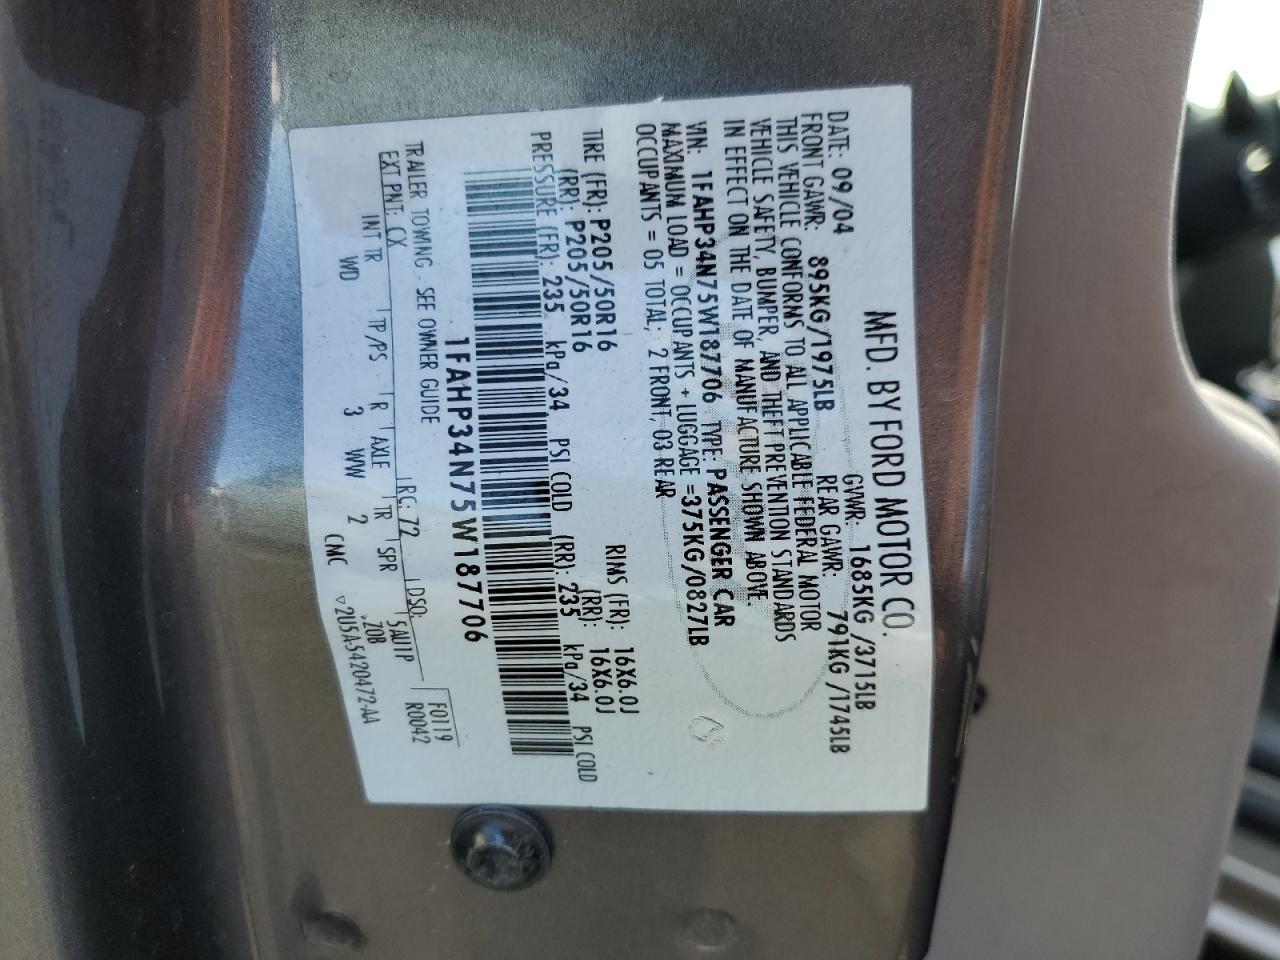 MFD. BY FORD MOTOR CO.
DATE: 09/04 GVWR: 1685KG /3715LB
FRONT GAWR: 895KG/1975LB REAR GAWR: 791KG /1745LB
THIS VEHICLE CONFORMS TO ALL APPLICABLE FEDERAL MOTOR
VEHICLE SAFETY, BUMPER, AND THEFT PREVENTION STANDARDS
IN EFFECT ON THE DATE OF MANUFACTURE SHOWN ABOVE.
VIN: 1FAHP34N75W187706 TYPE: PASSENGER CAR
MAXIMUM LOAD = OCCUPANTS + LUGGAGE =375KG/0827LB
OCCUPANTS = 05 TOTAL; 2 FRONT, 03 REAR
TIRE (FR): P205/50R16 RIMS (FR): 16X6.0J
(RR): P205/50R16 (RR): 16X6.0J
PRESSURE (FR): 235 kPa/34 PSI COLD (RR): 235 kPa/34 PSI COLD
1FAHP34N75W187706
TRAILER TOWING - SEE OWNER GUIDE
F0119
R0042
EXT PNT: CX RC: 72 DSO:
INT TR TP/PS R AXLE TR SPR 5AU1P
WD 3 WW 2 CMC Z0B
▽2U5A-5420472-AA